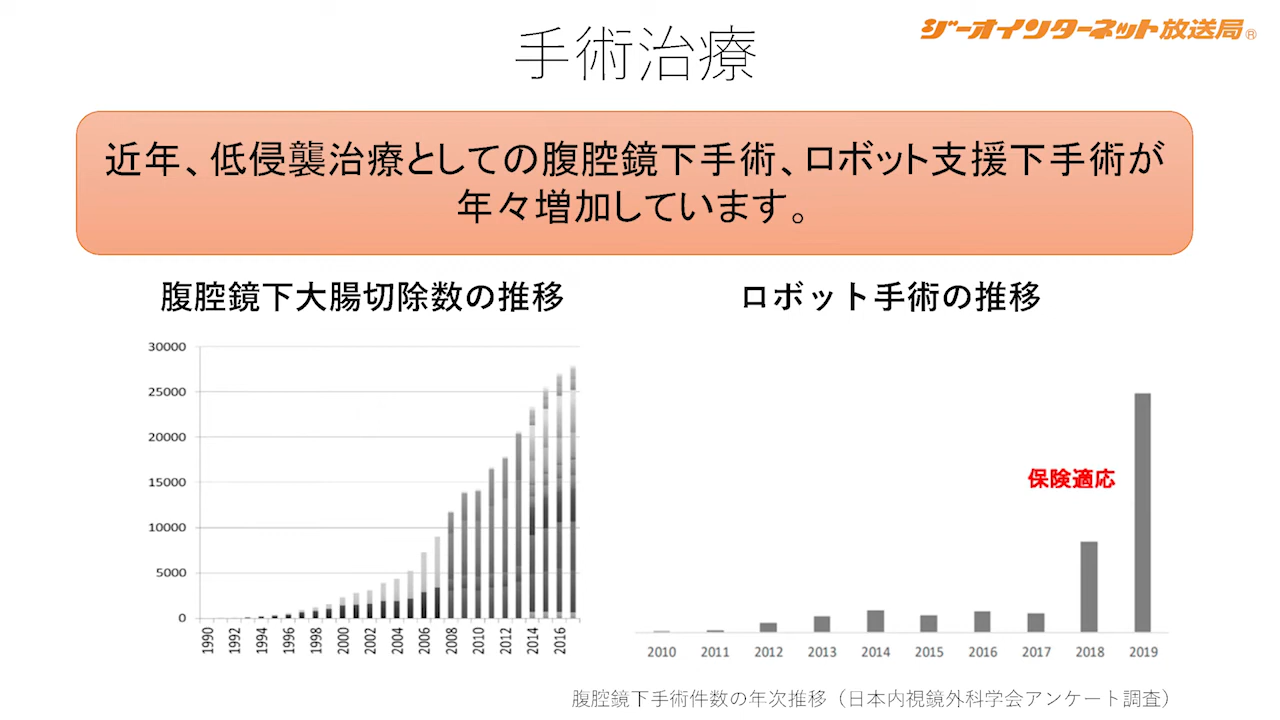 手術治療
ジーオインターネット放送局®
近年、低侵襲治療としての腹腔鏡下手術、ロボット支援下手術が
年々増加しています。
腹腔鏡下大腸切除数の推移
30000
25000
20000
15000
10000
5000
0
1990 1992 1994 1996 1998 2000 2002 2004 2006 2008 2010 2012 2014 2016
ロボット手術の推移
保険適応
2010 2011 2012 2013 2014 2015 2016 2017 2018 2019
腹腔鏡下手術件数の年次推移（日本内視鏡外科学会アンケート調査）